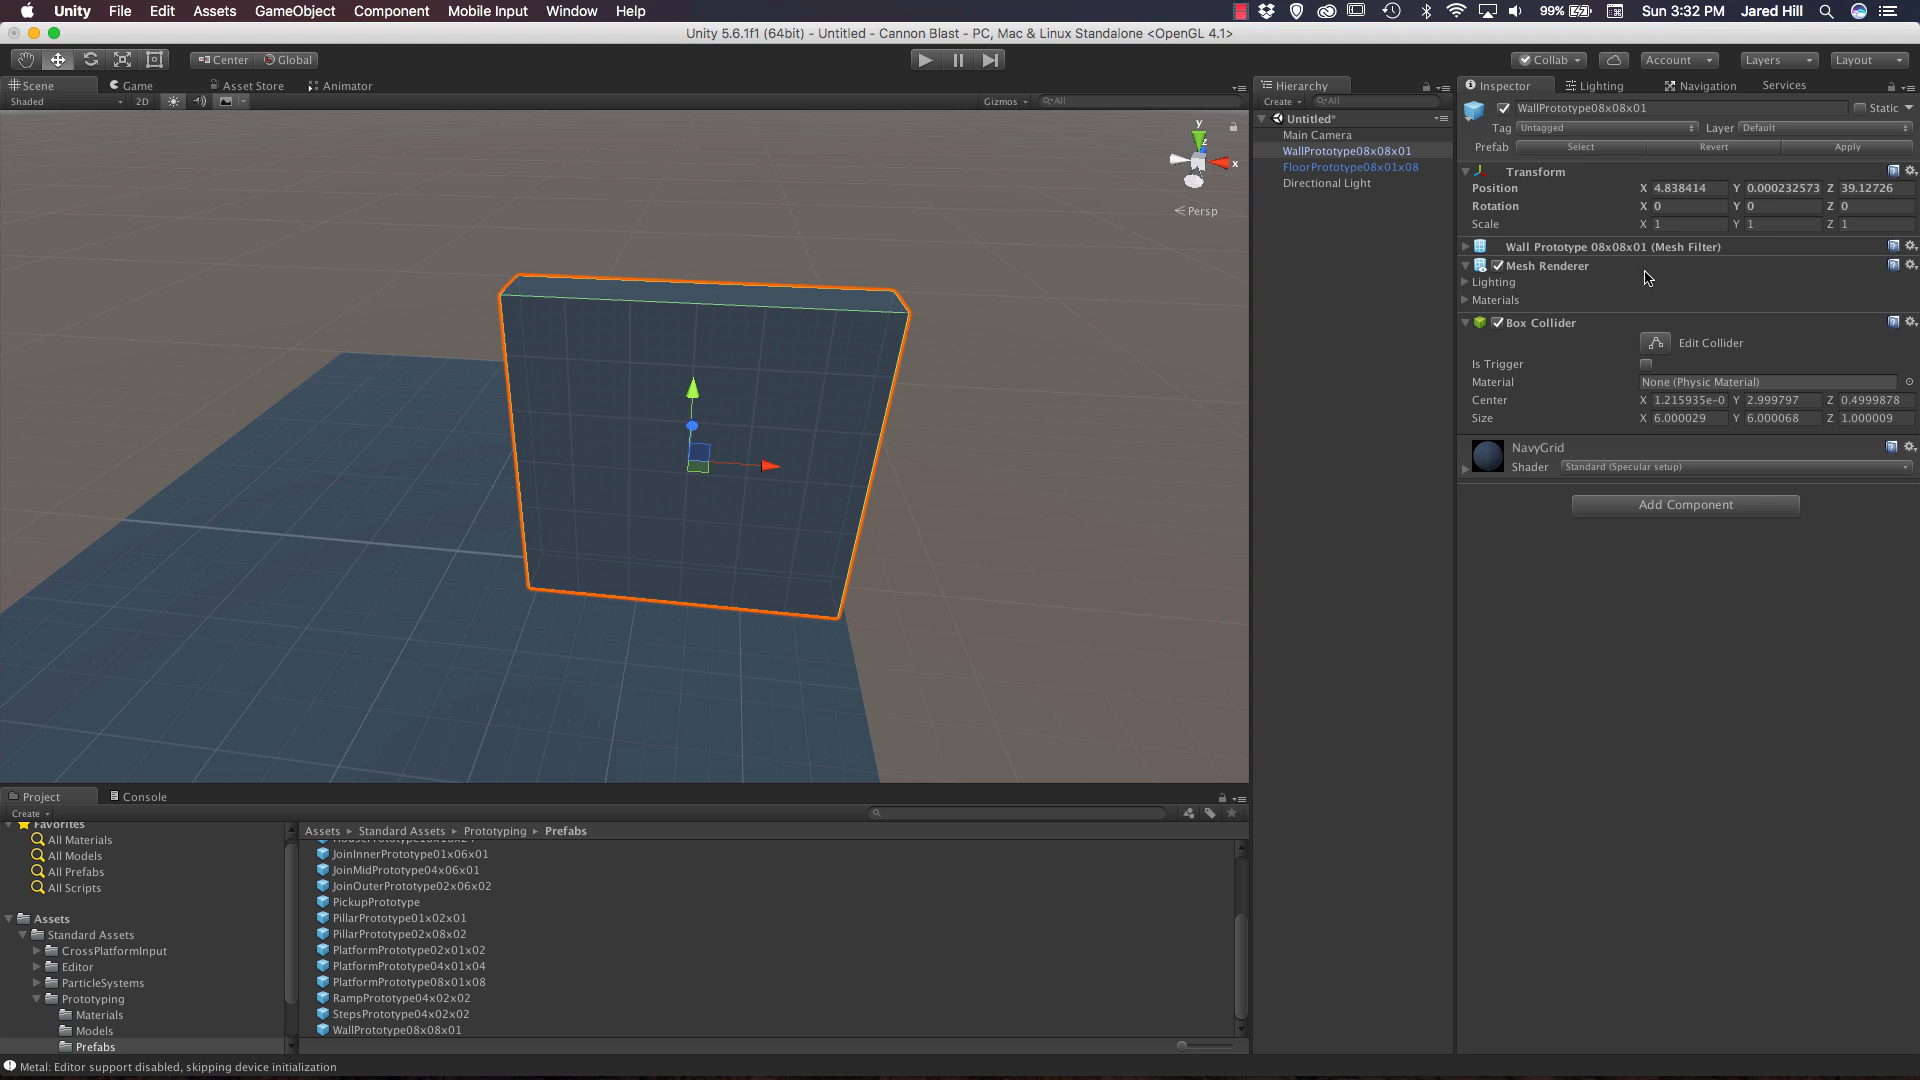 Unity File Edit Assets GameObject Component Mobile Input Window Help 99% Sun 3:32 PM Jared Hill
Unity 5.6.1f1 (64bit) - Untitled - Cannon Blast - PC, Mac & Linux Standalone <OpenGL 4.1>
Center Global Collab Account Layers Layout
Scene Game Asset Store Animator
Shaded 2D Gizmos All
y
z
x
Persp
Hierarchy
Create All
Untitled*
Main Camera
WallPrototype08x08x01
FloorPrototype08x01x08
Directional Light
Inspector Lighting Navigation Services
WallPrototype08x08x01 Static
Tag Untagged Layer Default
Prefab Select Revert Apply
Transform
Position X 4.838414 Y 0.000232573 Z 39.12726
Rotation X 0 Y 0 Z 0
Scale X 1 Y 1 Z 1
Wall Prototype 08x08x01 (Mesh Filter)
Mesh Renderer
Lighting
Materials
Box Collider
Edit Collider
Is Trigger
Material None (Physic Material)
Center X 1.215935e-0 Y 2.999797 Z 0.4999878
Size X 6.000029 Y 6.000068 Z 1.000009
NavyGrid
Shader Standard (Specular setup)
Add Component
Project Console
Create
Favorites
All Materials
All Models
All Prefabs
All Scripts
Assets
Standard Assets
CrossPlatformInput
Editor
ParticleSystems
Prototyping
Materials
Models
Prefabs
Assets Standard Assets Prototyping Prefabs
JoinInnerPrototype01x06x01
JoinMidPrototype04x06x01
JoinOuterPrototype02x06x02
PickupPrototype
PillarPrototype01x02x01
PillarPrototype02x08x02
PlatformPrototype02x01x02
PlatformPrototype04x01x04
PlatformPrototype08x01x08
RampPrototype04x02x02
StepsPrototype04x02x02
WallPrototype08x08x01
Metal: Editor support disabled, skipping device initialization